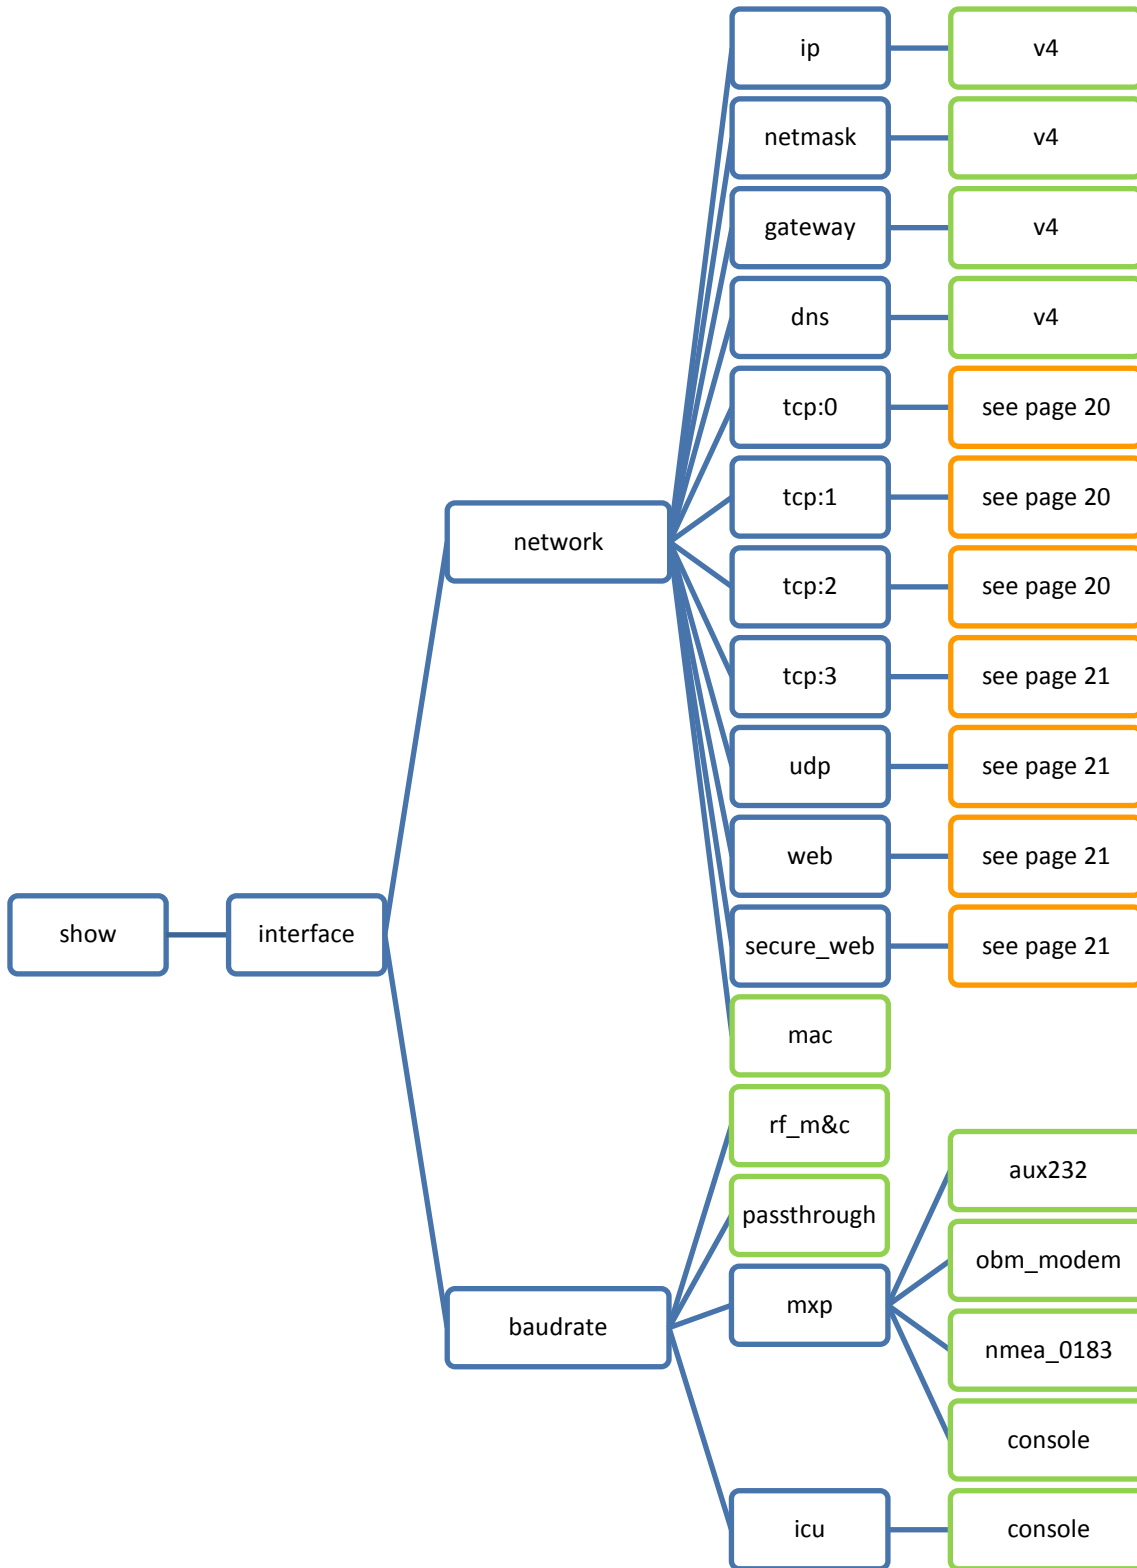 ip
v4
netmask
v4
gateway
v4
dns
v4
tcp:0
see page 20
tcp:1
see page 20
network
tcp:2
see page 20
tcp:3
see page 21
udp
see page 21
web
see page 21
show
interface
secure_web
see page 21
mac
rf_m&c
aux232
passthrough
obm_modem
baudrate
mxp
nmea_0183
console
icu
console